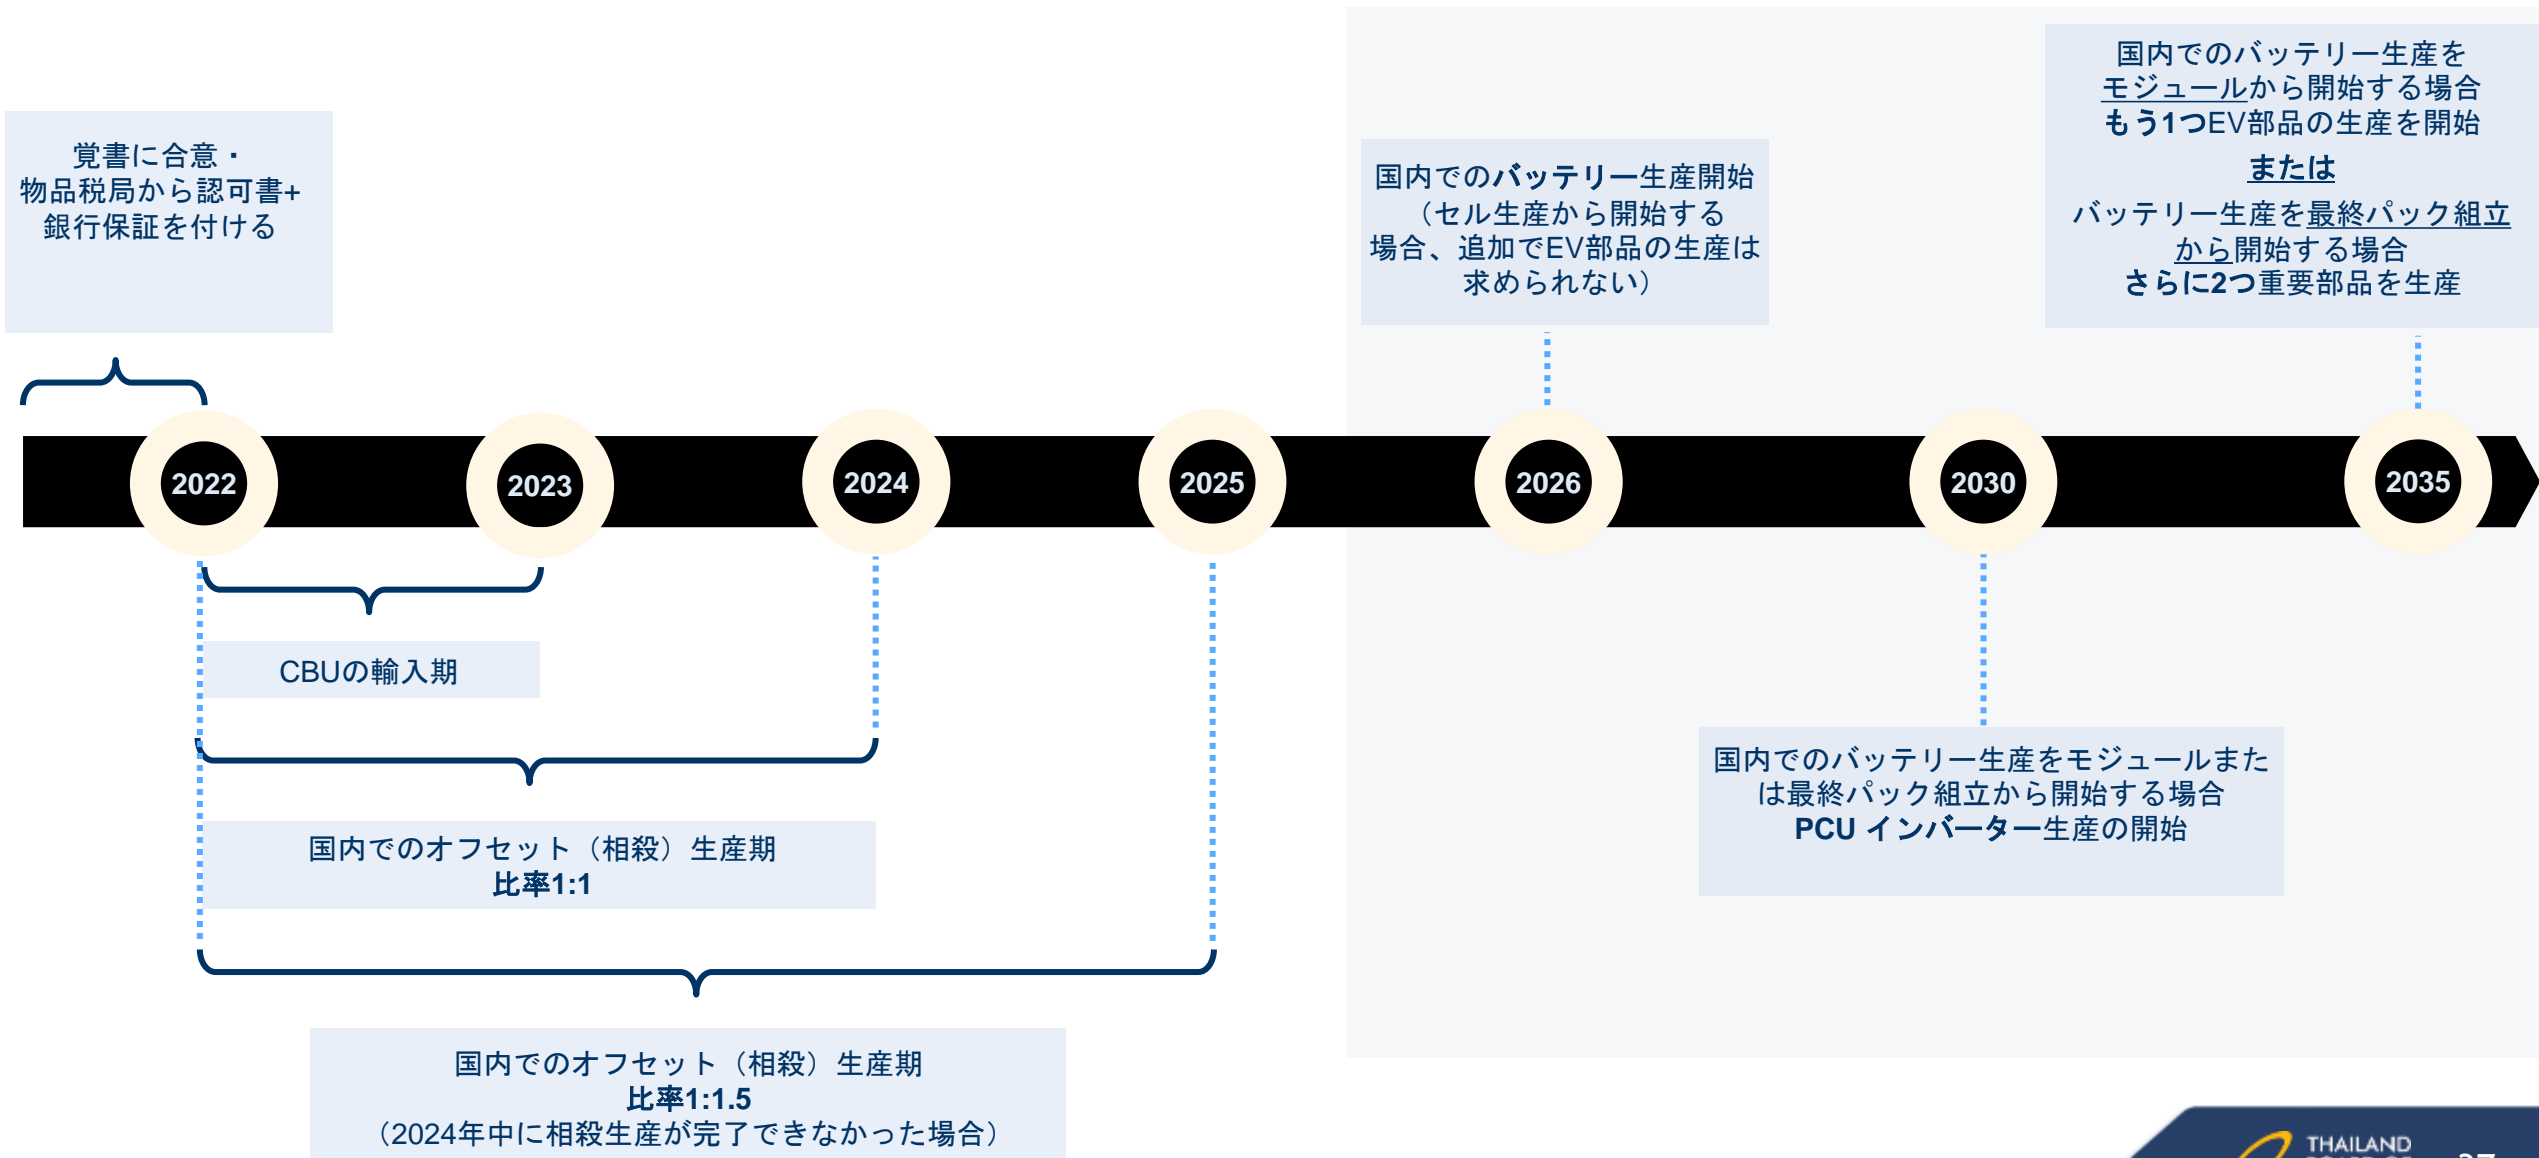 覚書に合意・
物品税局から認可書+
銀行保証を付ける
国内でのバッテリー生産開始
（セル生産から開始する
場合、追加でEV部品の生産は
求められない）
国内でのバッテリー生産を
モジュールから開始する場合
もう1つEV部品の生産を開始
または
バッテリー生産を最終パック組立
から開始する場合
さらに2つ重要部品を生産
2022
2023
2024
2025
2026
2030
2035
CBUの輸入期
国内でのオフセット（相殺）生産期
比率1:1
国内でのオフセット（相殺）生産期
比率1:1.5
（2024年中に相殺生産が完了できなかった場合）
国内でのバッテリー生産をモジュールまた
は最終パック組立から開始する場合
PCU インバーター生産の開始
THAILAND